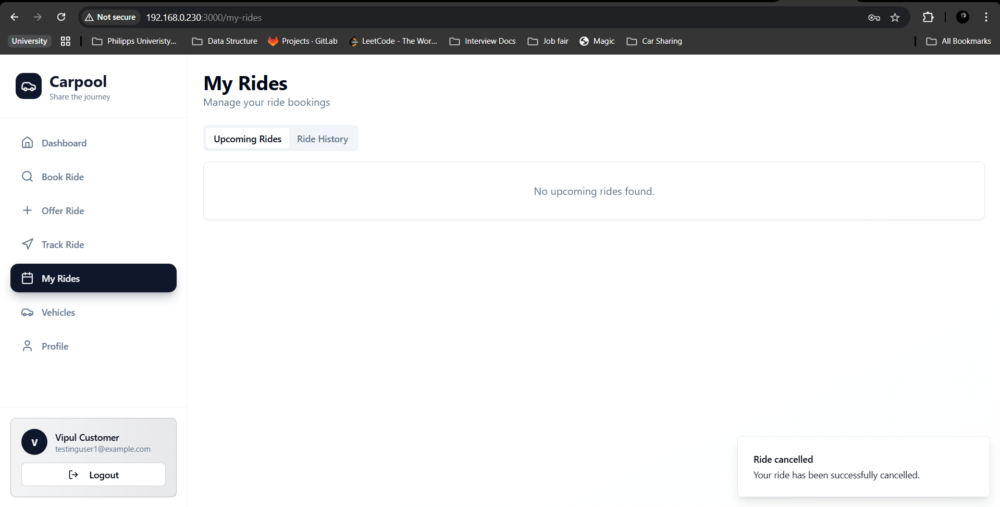 Not secure
192.168.0.230:3000/my-rides
University
Philipps Univeristy...
Data Structure
Projects · GitLab
LeetCode - The Wor...
Interview Docs
Job fair
Magic
Car Sharing
All Bookmarks
Carpool
Share the journey
Dashboard
Book Ride
Offer Ride
Track Ride
My Rides
Vehicles
Profile
V
Vipul Customer
testinguser1@example.com
Logout
My Rides
Manage your ride bookings
Upcoming Rides
Ride History
No upcoming rides found.
Ride cancelled
Your ride has been successfully cancelled.